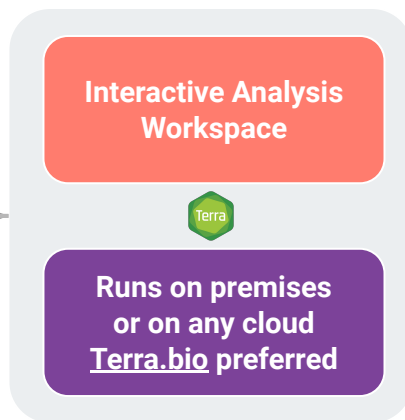 Interactive Analysis
Workspace
Terra
Runs on premises
or on any cloud
Terra.bio preferred